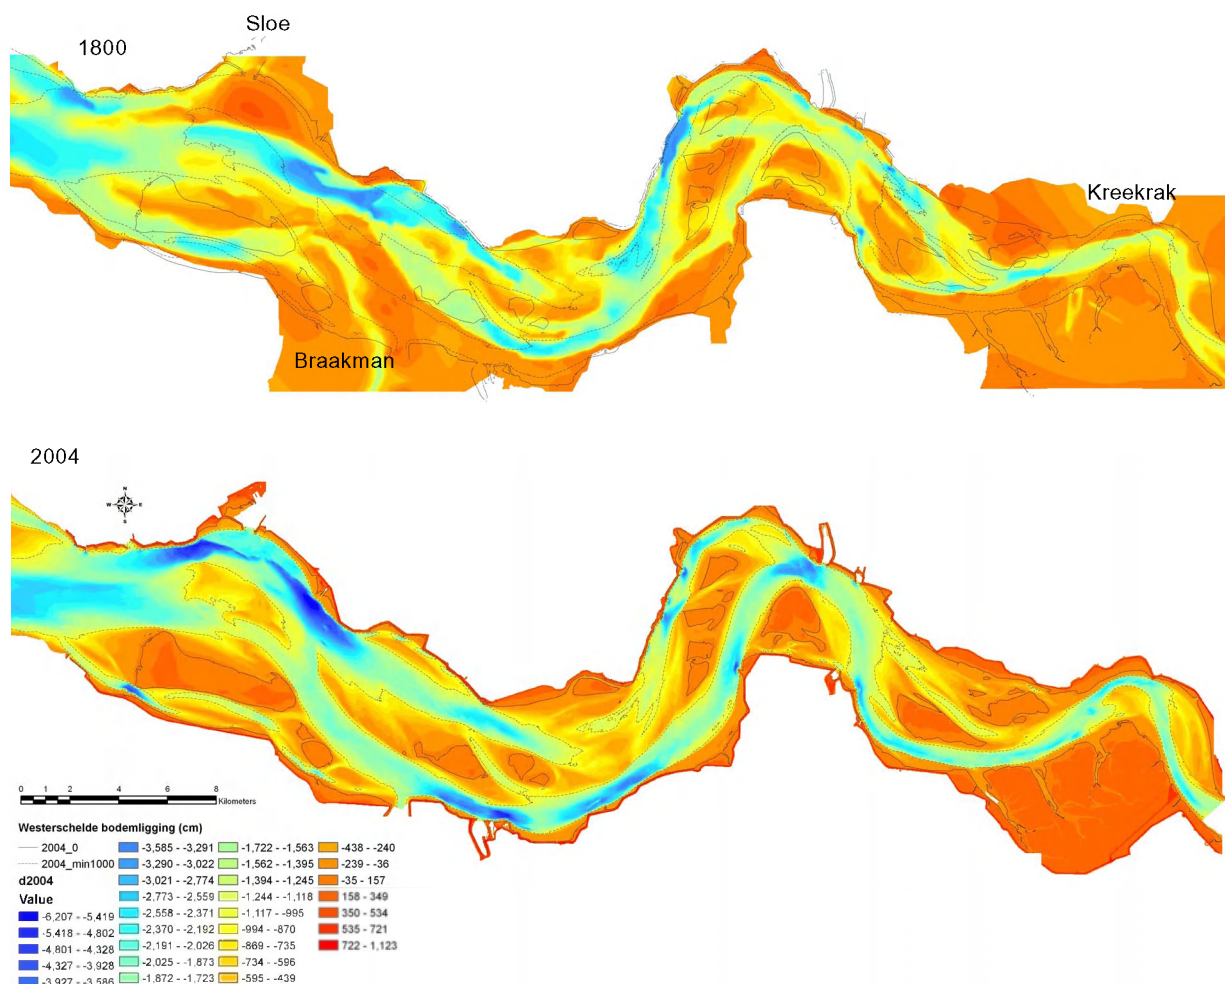 Sloe
1800
Kreekrak
Braakman
2004
N
W E
S
0 1 2 4 6 8
Kilometers
Westerschelde bodemligging (cm)
2004_0
2004_min1000
d2004
Value
-6,207 - -5,419
-5,418 - -4,802
-4,801 - -4,328
-4,327 - -3,928
-3,927 - -3,586
-3,585 - -3,291
-3,290 - -3,022
-3,021 - -2,774
-2,773 - -2,559
-2,558 - -2,371
-2,370 - -2,192
-2,191 - -2,026
-2,025 - -1,873
-1,872 - -1,723
-1,722 - -1,563
-1,562 - -1,395
-1,394 - -1,245
-1,244 - -1,118
-1,117 - -995
-994 - -870
-869 - -735
-734 - -596
-595 - -439
-438 - -240
-239 - -36
-35 - 157
158 - 349
350 - 534
535 - 721
722 - 1,123